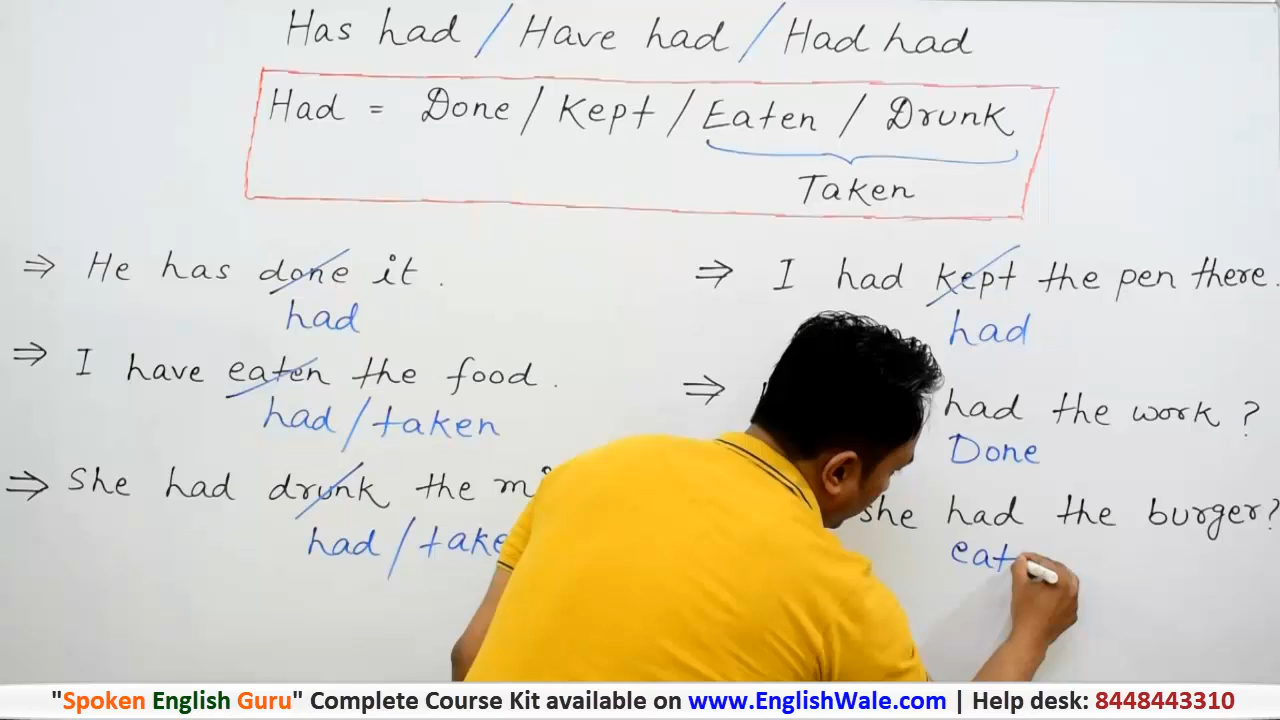 Has had / Have had / Had had
Had = Done / Kept / Eaten / Drunk
Taken
⇒ He has done it.
had
⇒ I have eaten the food.
had / taken
⇒ She had drunk the
had / take
⇒ I had kept the pen there.
had
⇒ had the work ?
Done
she had the burger?
eat
"Spoken English Guru" Complete Course Kit available on www.EnglishWale.com | Help desk: 8448443310